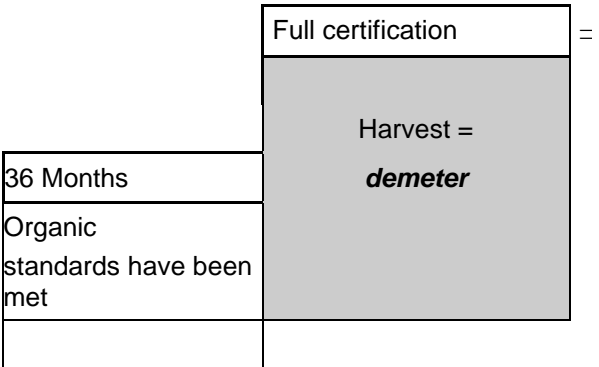 Full certification
Harvest =
demeter
36 Months
Organic
standards have been
met